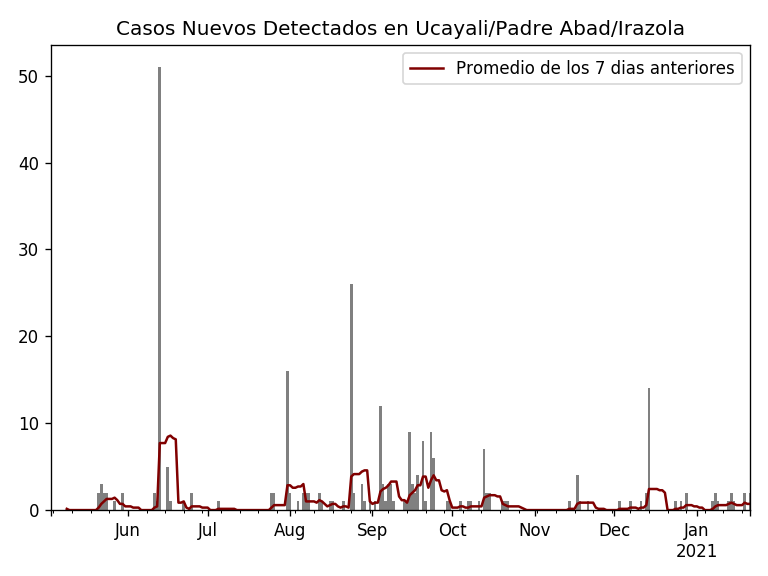 Casos Nuevos Detectados en Ucayali/Padre Abad/Irazola
Promedio de los 7 dias anteriores
50
40
30
20
10
0
Jun Jul Aug Sep Oct Nov Dec Jan
2021